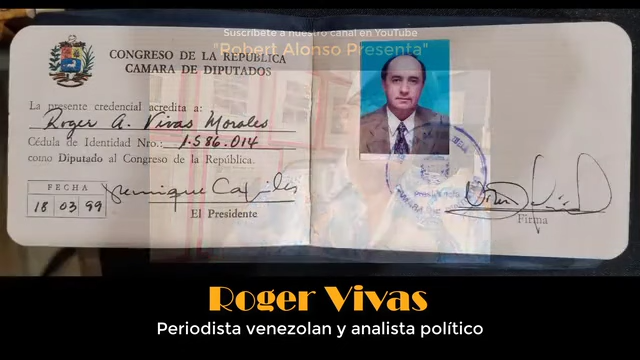 Suscríbete a nuestro canal en YouTube
"Robert Alonso Presenta"
CONGRESO DE LA REPÚBLICA
CAMARA DE DIPUTADOS
La presente credencial acredita a:
Roger A. Vivas Morales
Cédula de Identidad Nro.: 1.586.014
como Diputado al Congreso de la República.
FECHA
18 03 99
El Presidente
Firma
Roger Vivas
Periodista venezolan y analista político